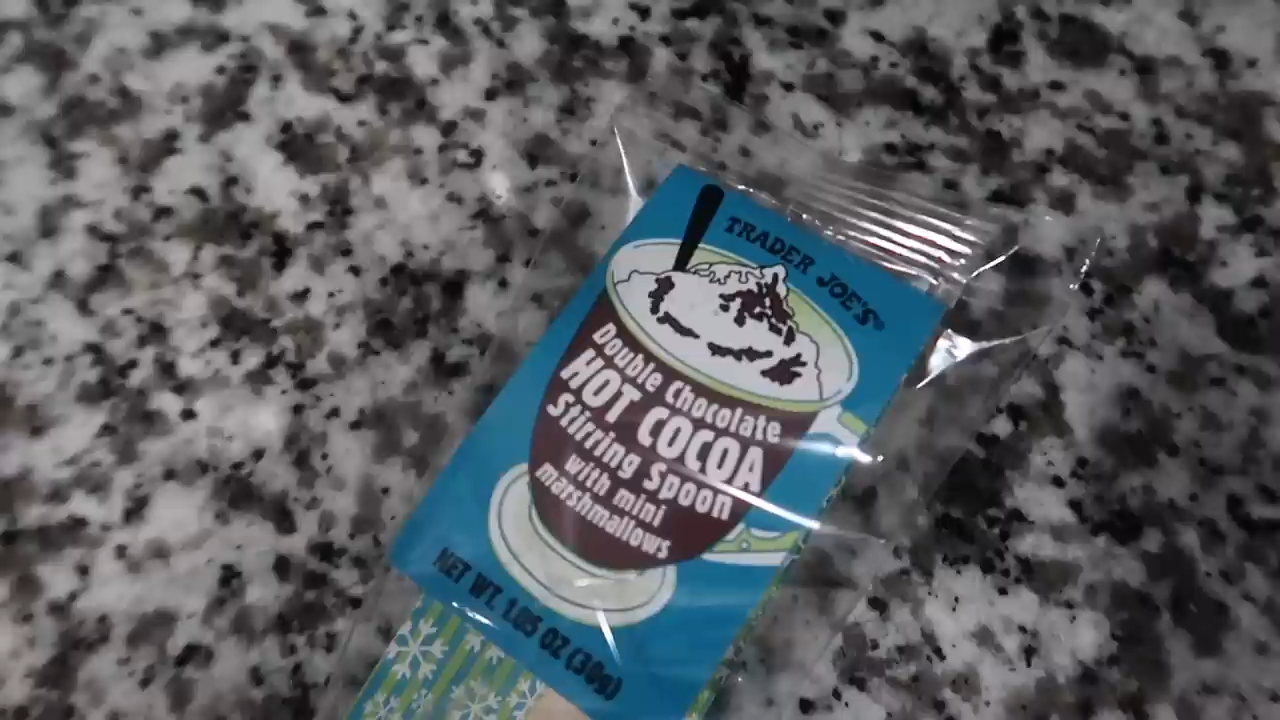 TRADER JOE'S®
Double Chocolate
HOT COCOA
Stirring Spoon
with mini
marshmallows
NET WT. 1.05 OZ (30g)